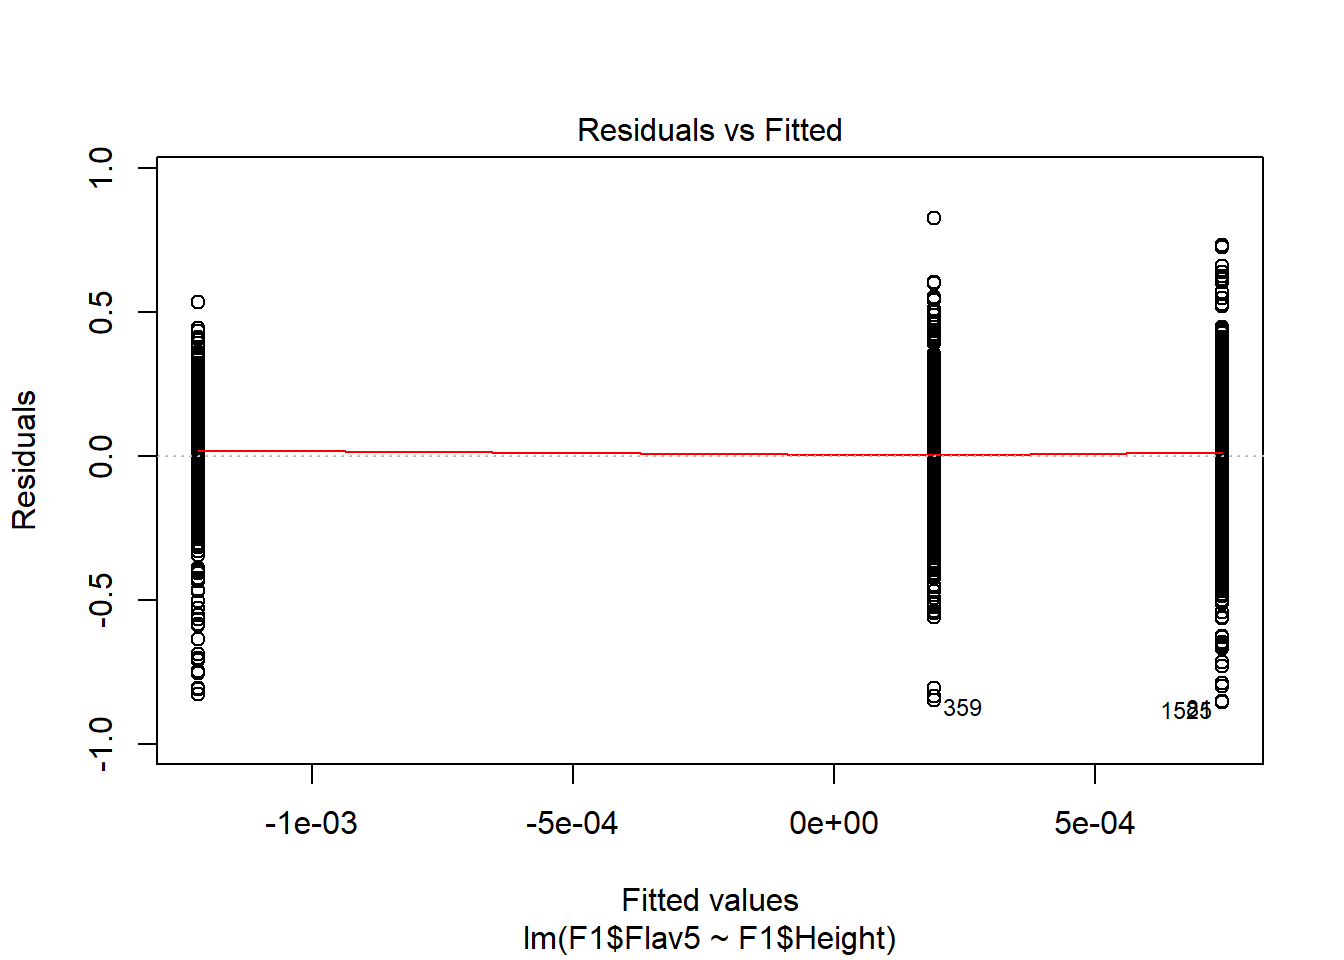 Residuals vs Fitted
Residuals
1.0
0.5
0.0
-0.5
-1.0
359
-1e-03 -5e-04 0e+00 5e-04
Fitted values
lm(F1$Flav5 ~ F1$Height)